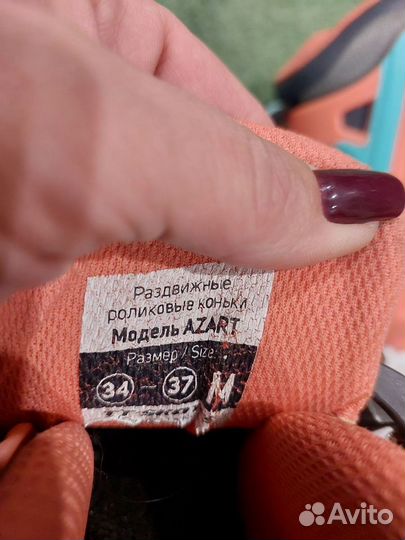 Раздвижные
роликовые коньки
Модель AZART
Размер / Size
34 - 37 M
Avito